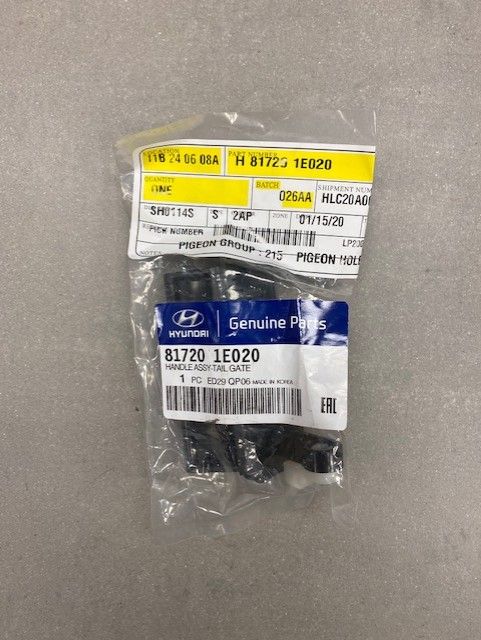 LOCATION PART NUMBER
11B 24 06 08A H 81720 1E020
QUANTITY BATCH SHIPMENT NUM
ONE 026AA HLC20A0
SH0114S S 2AP ZONE 01/15/20
PICK NUMBER
NOTES PIGEON GROUP : 215 PIGEON HOL
HYUNDAI Genuine Parts
81720 1E020
HANDLE ASSY-TAIL GATE
1 PC ED29 QP06 MADE IN KOREA
EAC